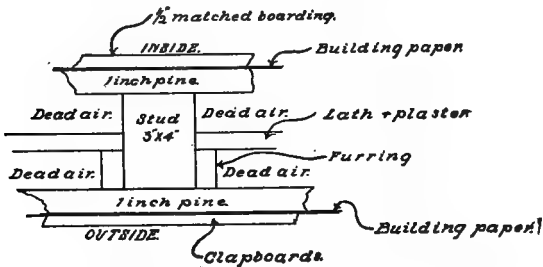 ½" matched boarding.
INSIDE.
Building paper
1 inch pine.
Dead air.
Stud
3"x4"
Dead air.
Lath + plaster
Dead air.
Furring
Dead air.
1 inch pine.
Building paper
OUTSIDE.
Clapboards.